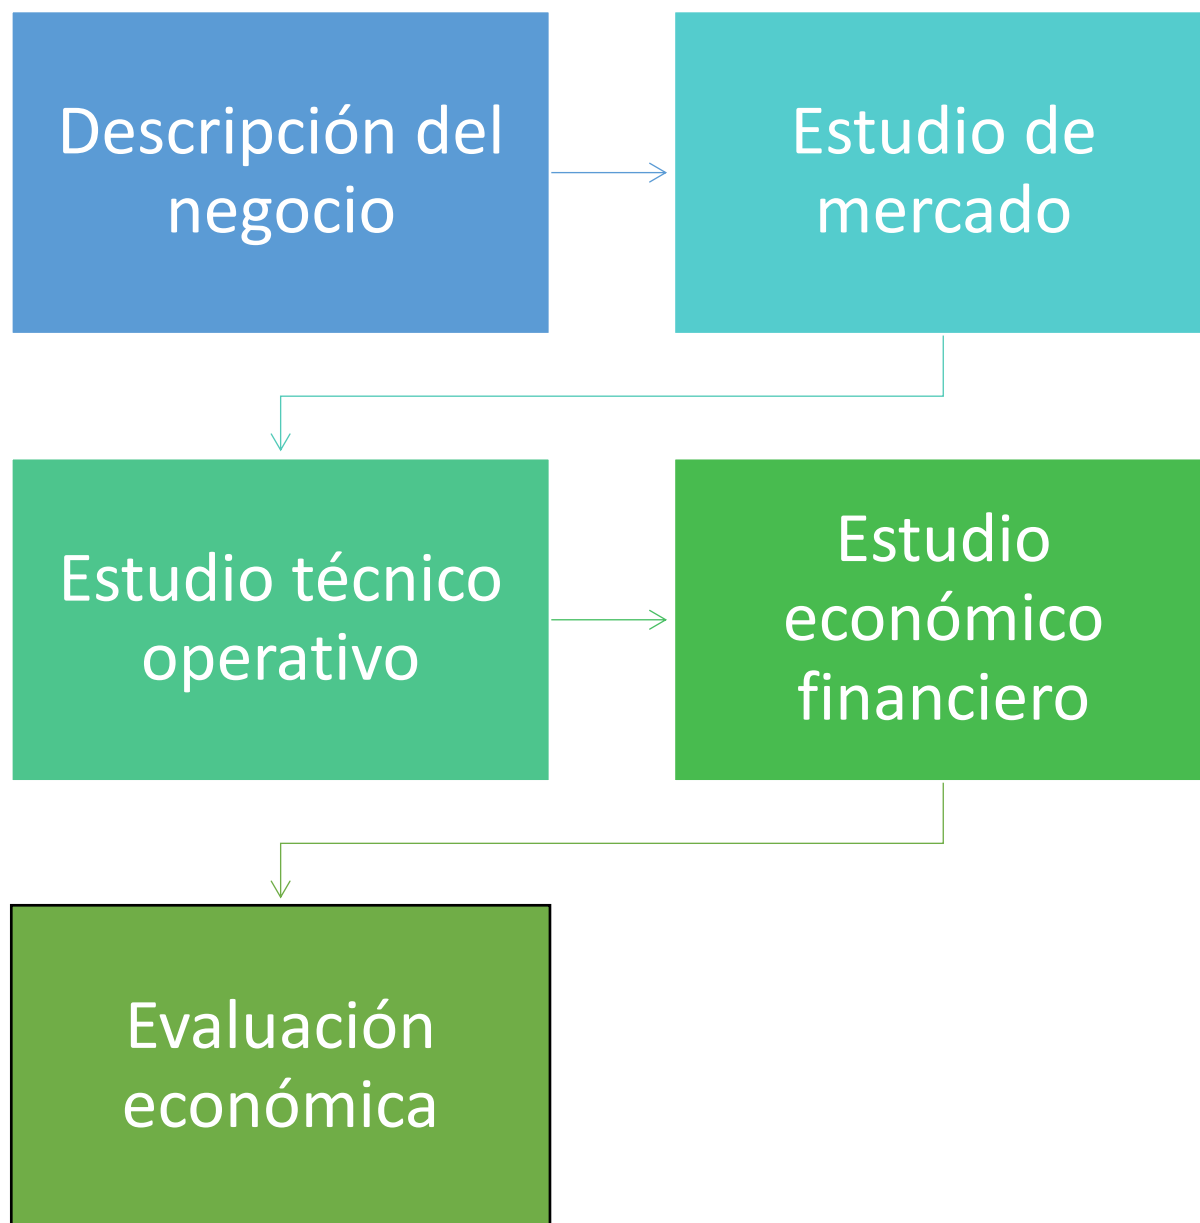 Descripción del
negocio
Estudio de
mercado
Estudio técnico
operativo
Estudio
económico
financiero
Evaluación
económica